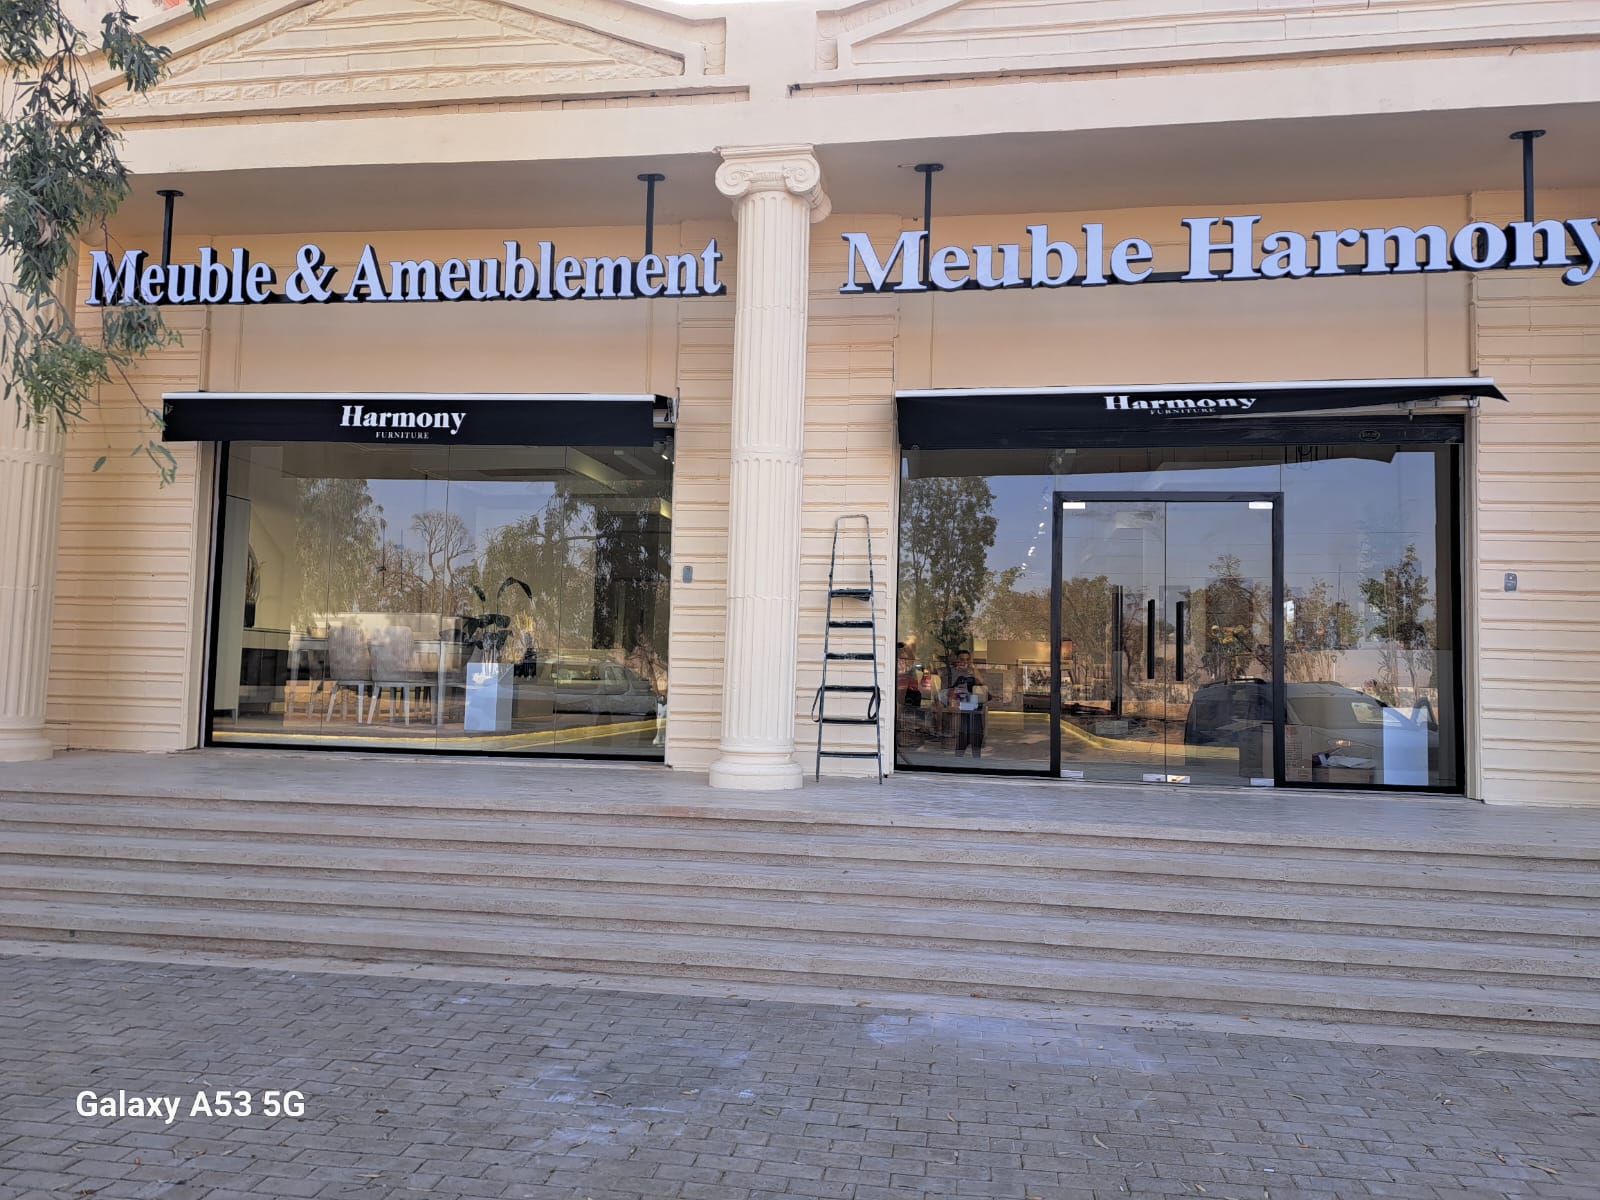 Meuble & Ameublement
Meuble Harmony
Harmony
FURNITURE
Harmony
FURNITURE
Galaxy A53 5G